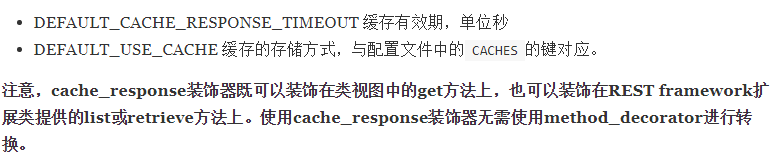 DEFAULT_CACHE_RESPONSE_TIMEOUT 缓存有效期，单位秒
DEFAULT_USE_CACHE 缓存的存储方式，与配置文件中的 CACHES 的键对应。
注意，cache_response装饰器既可以装饰在类视图中的get方法上，也可以装饰在REST framework扩
展类提供的list或retrieve方法上。使用cache_response装饰器无需使用method_decorator进行转
换。